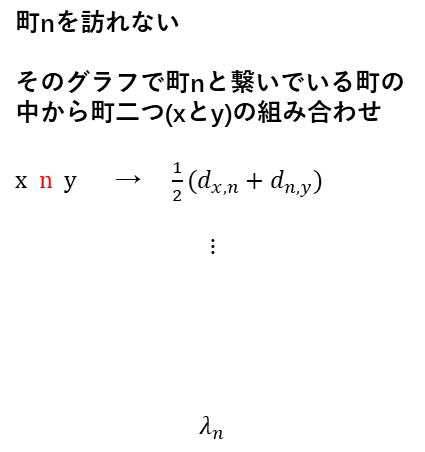 町nを訪れない
そのグラフで町nと繋いでいる町の
中から町二つ(xとy)の組み合わせ
x n y → 1/2(d_{x,n} + d_{n,y})
⋮
λ_n